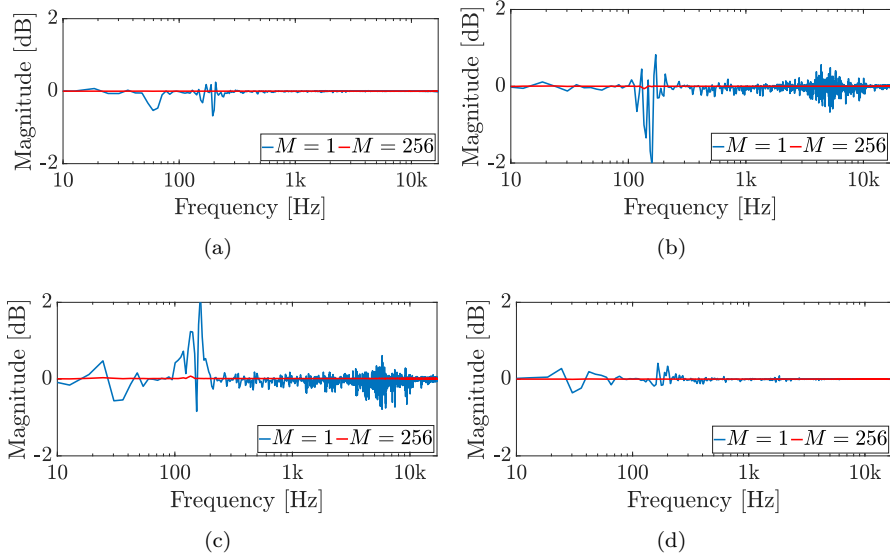 2
0
-2
Magnitude [dB]
M = 1 M = 256
10 100 1k 10k
Frequency [Hz]
(a)
2
0
-2
Magnitude [dB]
M = 1 M = 256
10 100 1k 10k
Frequency [Hz]
(b)
2
0
-2
Magnitude [dB]
M = 1 M = 256
10 100 1k 10k
Frequency [Hz]
(c)
2
0
-2
Magnitude [dB]
M = 1 M = 256
10 100 1k 10k
Frequency [Hz]
(d)